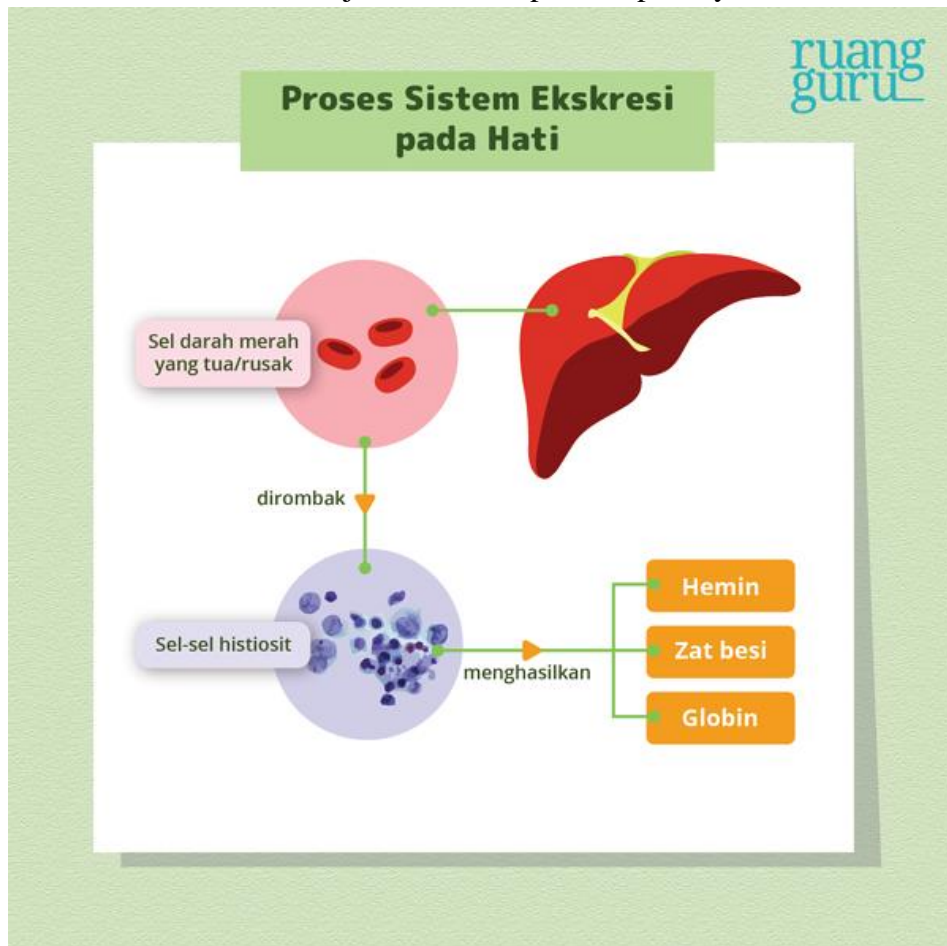 ruang
guru
Proses Sistem Ekskresi
pada Hati
Sel darah merah
yang tua/rusak
dirombak
Sel-sel histiosit
menghasilkan
Hemin
Zat besi
Globin